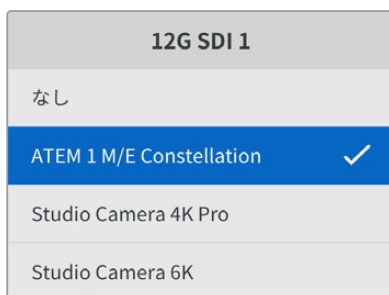 12G SDI 1
なし
ATEM 1 M/E Constellation
Studio Camera 4K Pro
Studio Camera 6K